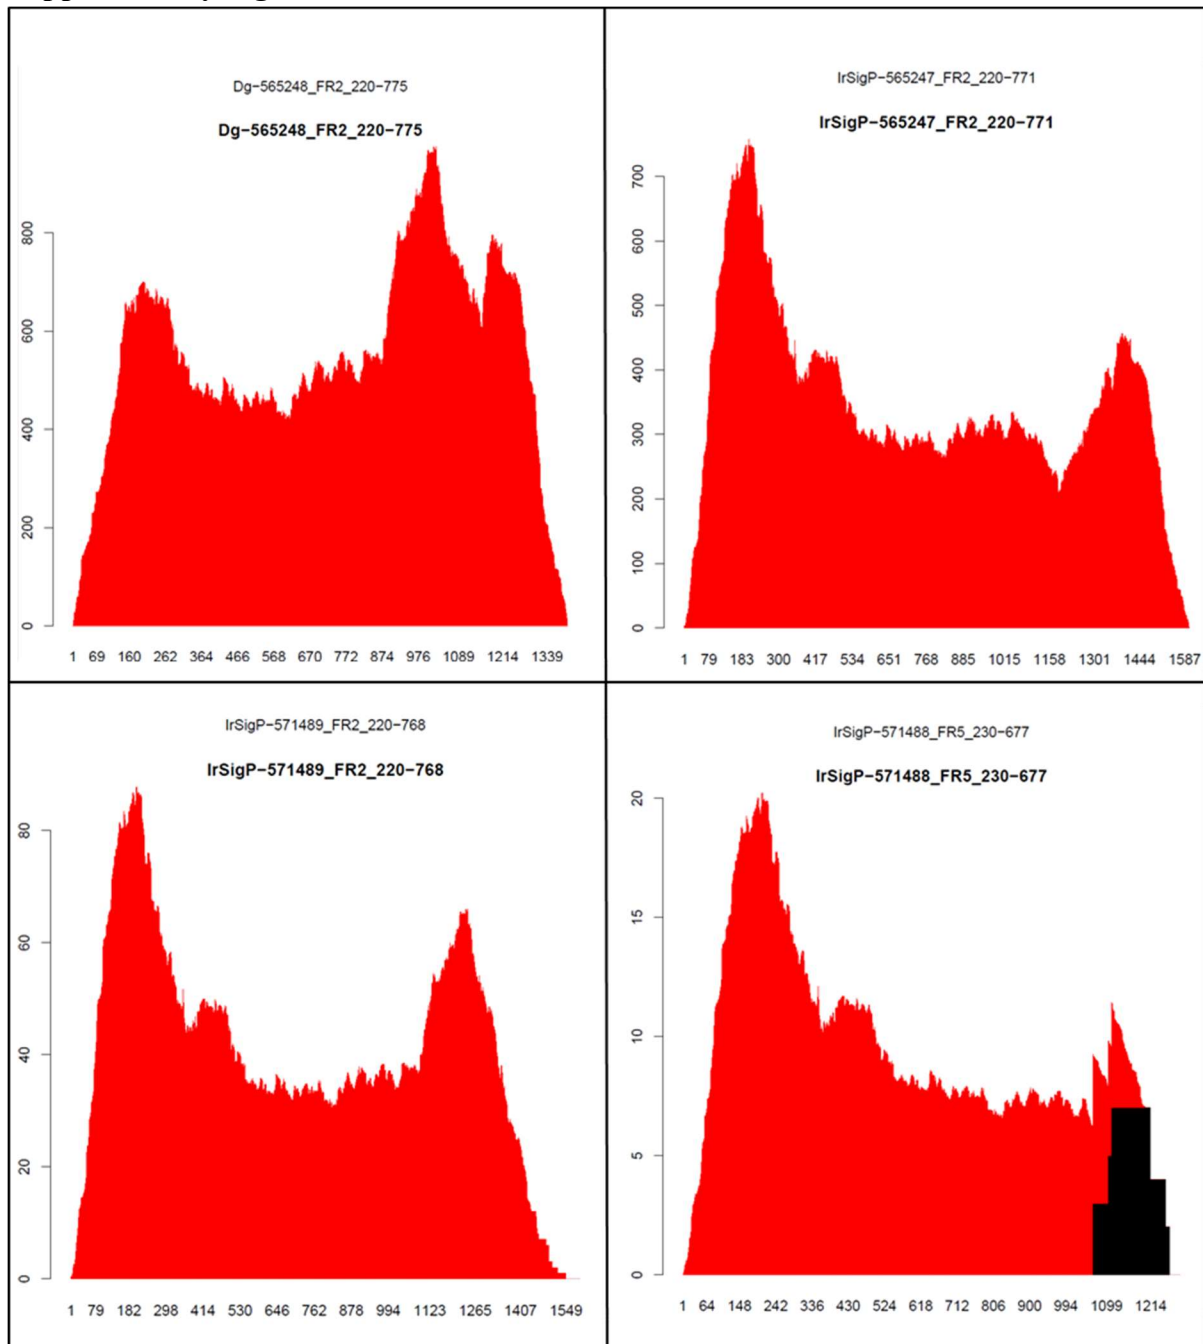 Dg−565248_FR2_220−775
Dg−565248_FR2_220−775
800
600
400
200
0
1 69 160 262 364 466 568 670 772 874 976 1089 1214 1339
IrSigP−565247_FR2_220−771
IrSigP−565247_FR2_220−771
700
600
500
400
300
200
100
0
1 79 183 300 417 534 651 768 885 1015 1158 1301 1444 1587
IrSigP−571489_FR2_220−768
IrSigP−571489_FR2_220−768
80
60
40
20
0
1 79 182 298 414 530 646 762 878 994 1123 1265 1407 1549
IrSigP−571488_FR5_230−677
IrSigP−571488_FR5_230−677
20
15
10
5
0
1 64 148 242 336 430 524 618 712 806 900 994 1099 1214